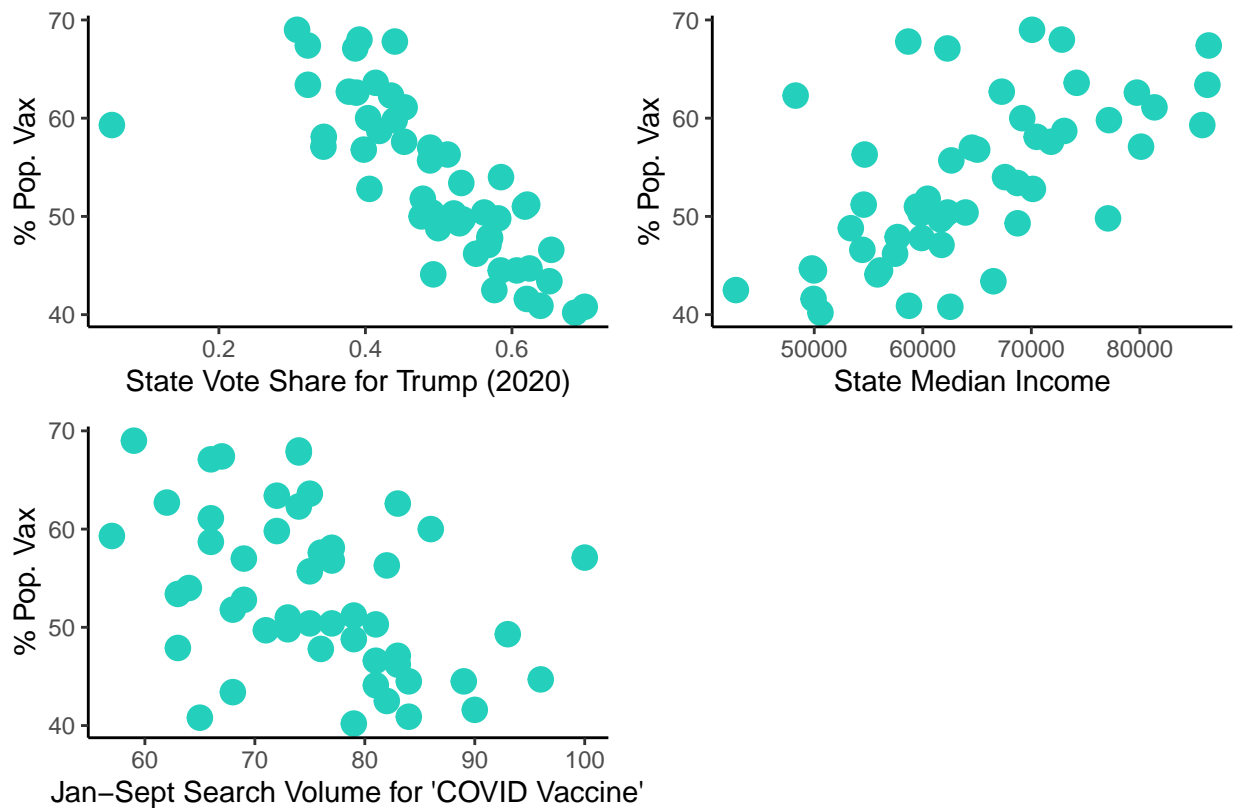 % Pop. Vax
70
60
50
40
0.2 0.4 0.6
State Vote Share for Trump (2020)
% Pop. Vax
70
60
50
40
50000 60000 70000 80000
State Median Income
% Pop. Vax
70
60
50
40
60 70 80 90 100
Jan−Sept Search Volume for 'COVID Vaccine'